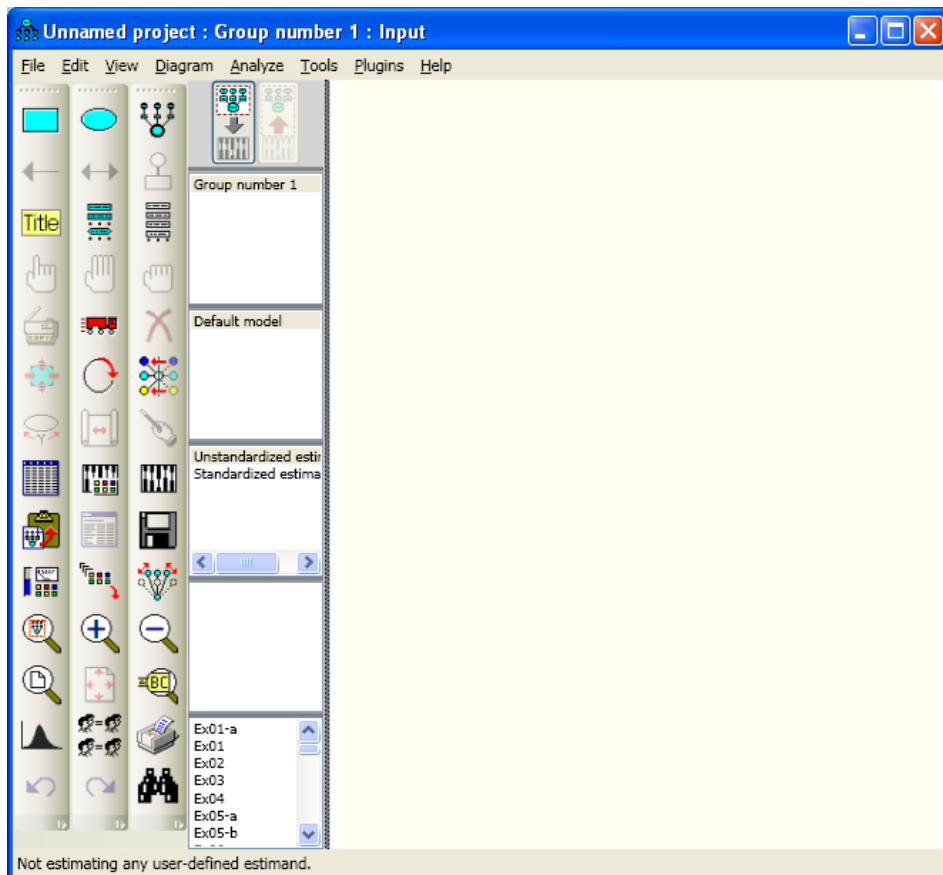 Unnamed project : Group number 1 : Input
File Edit View Diagram Analyze Tools Plugins Help
Title
Group number 1
Default model
Unstandardized estin
Standardized estima
Ex01-a
Ex01
Ex02
Ex03
Ex04
Ex05-a
Ex05-b
Not estimating any user-defined estimand.